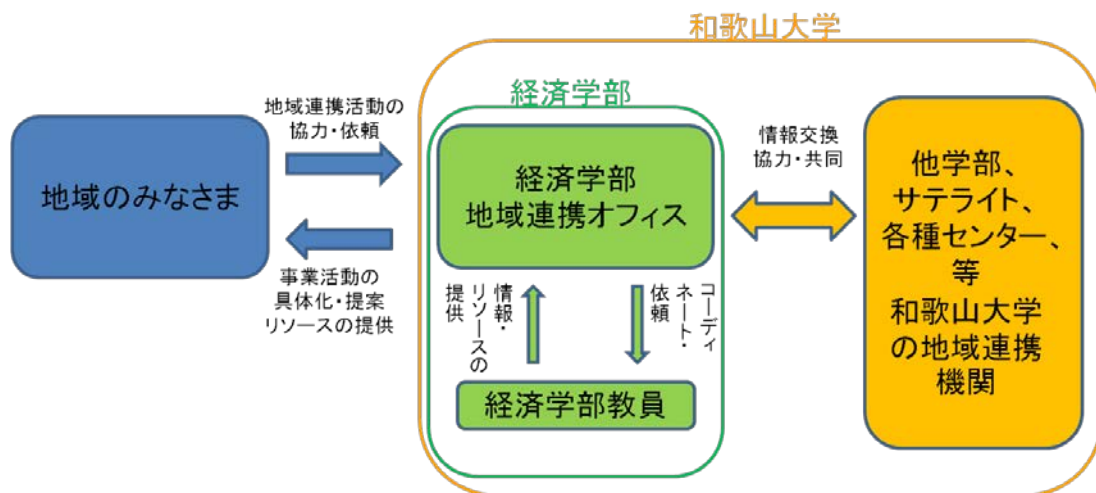 和歌山大学
経済学部
地域連携活動の
協力・依頼
地域のみなさま
事業活動の
具体化・提案
リソースの提供
経済学部
地域連携オフィス
情報・
リソースの
提供
コーディ
ネート・
依頼
経済学部教員
情報交換
協力・共同
他学部、
サテライト、
各種センター、
等
和歌山大学
の地域連携
機関